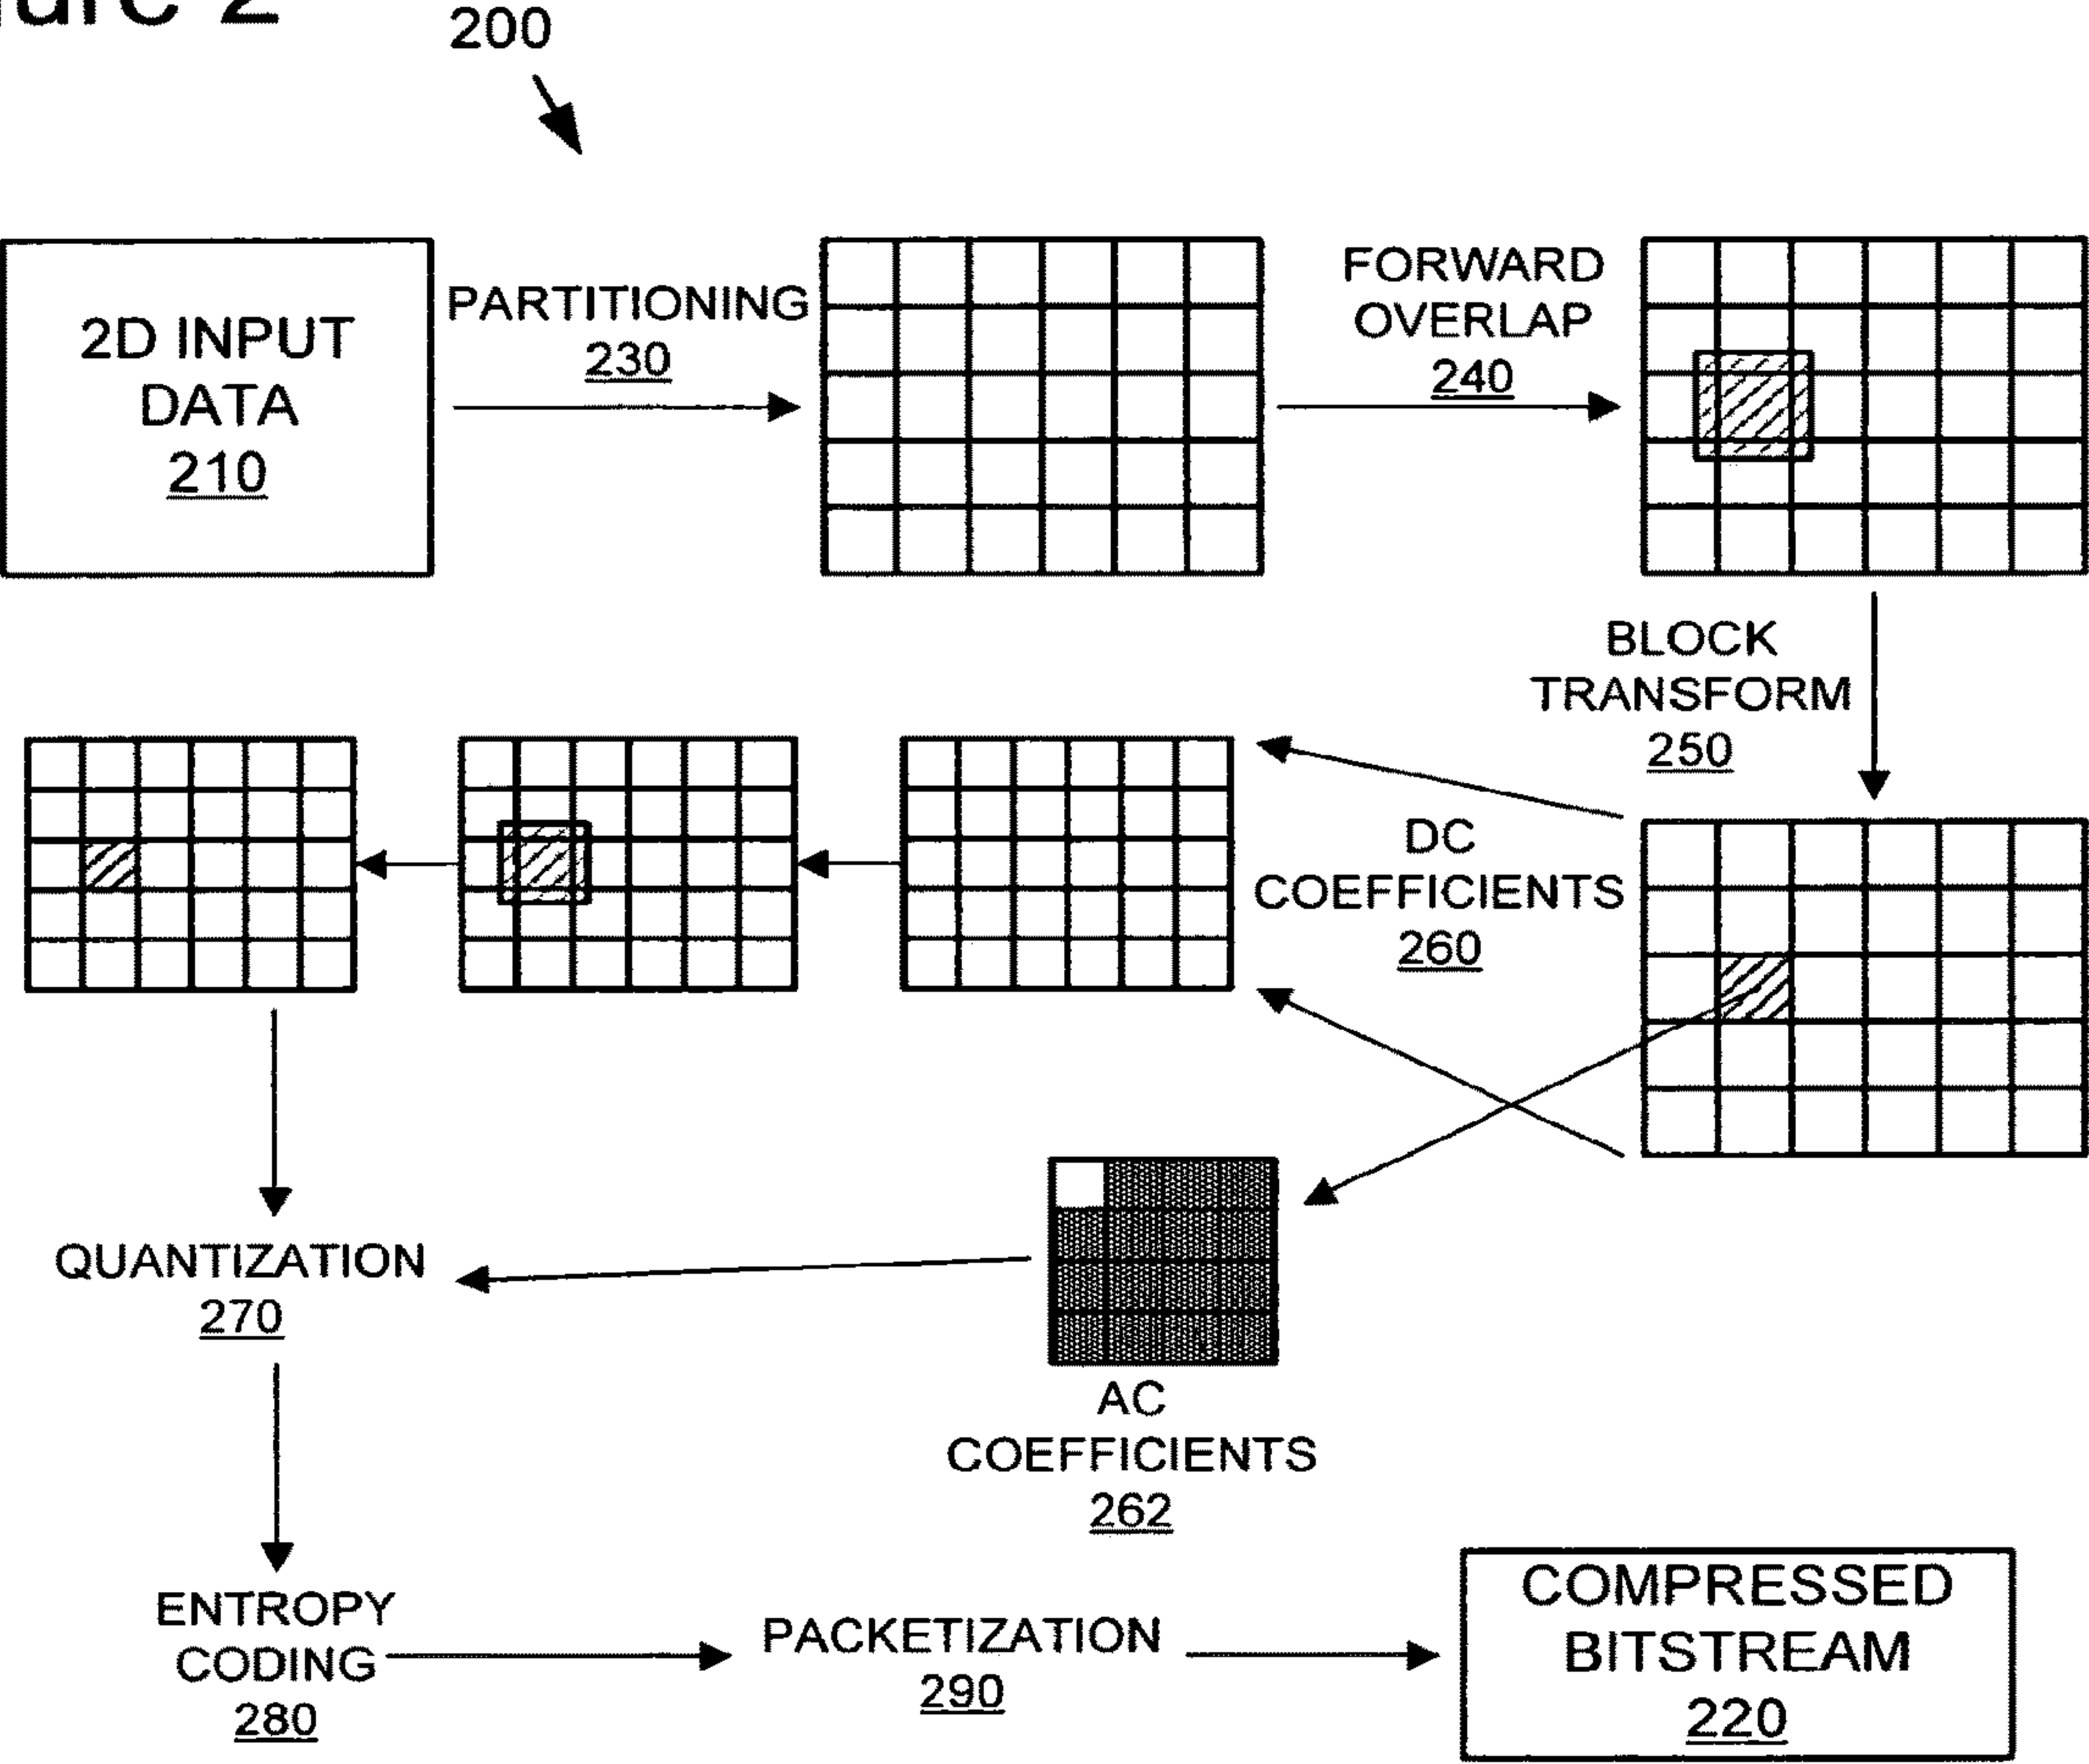 200
2D INPUT
DATA
210
PARTITIONING
230
FORWARD
OVERLAP
240
BLOCK
TRANSFORM
250
DC
COEFFICIENTS
260
QUANTIZATION
270
AC
COEFFICIENTS
262
ENTROPY
CODING
280
PACKETIZATION
290
COMPRESSED
BITSTREAM
220